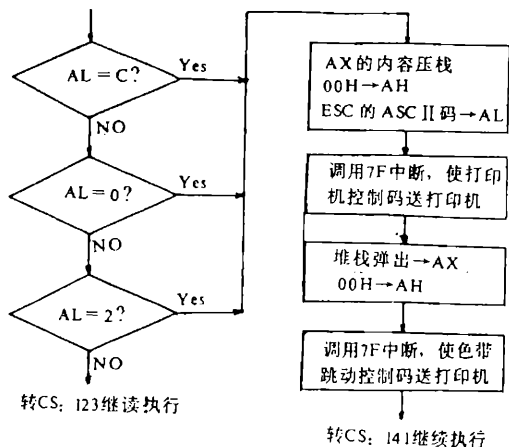 AL = C?
Yes
NO
AL = 0?
Yes
NO
AL = 2?
Yes
NO
转CS：123继读执行
AX的内容压栈
00H→AH
ESC的ASCⅡ码→AL
调用7F中断，使打印
机控制码送打印机
堆栈弹出→AX
00H→AH
调用7F中断，使色带
跳动控制码送打印机
转CS：141继续执行